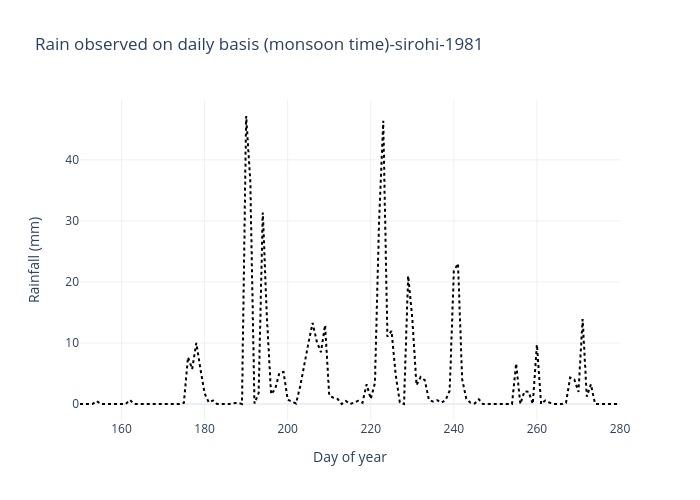 Rain observed on daily basis (monsoon time)-sirohi-1981
Rainfall (mm)
40
30
20
10
0
160 180 200 220 240 260 280
Day of year